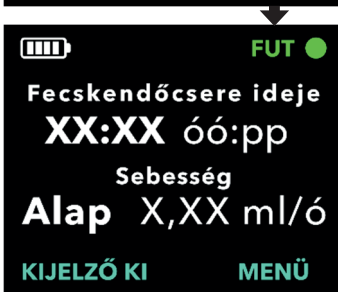 FUT
Fecskendőcsere ideje
XX:XX óó:pp
Sebesség
Alap X,XX ml/ó
KIJELZŐ KI MENÜ